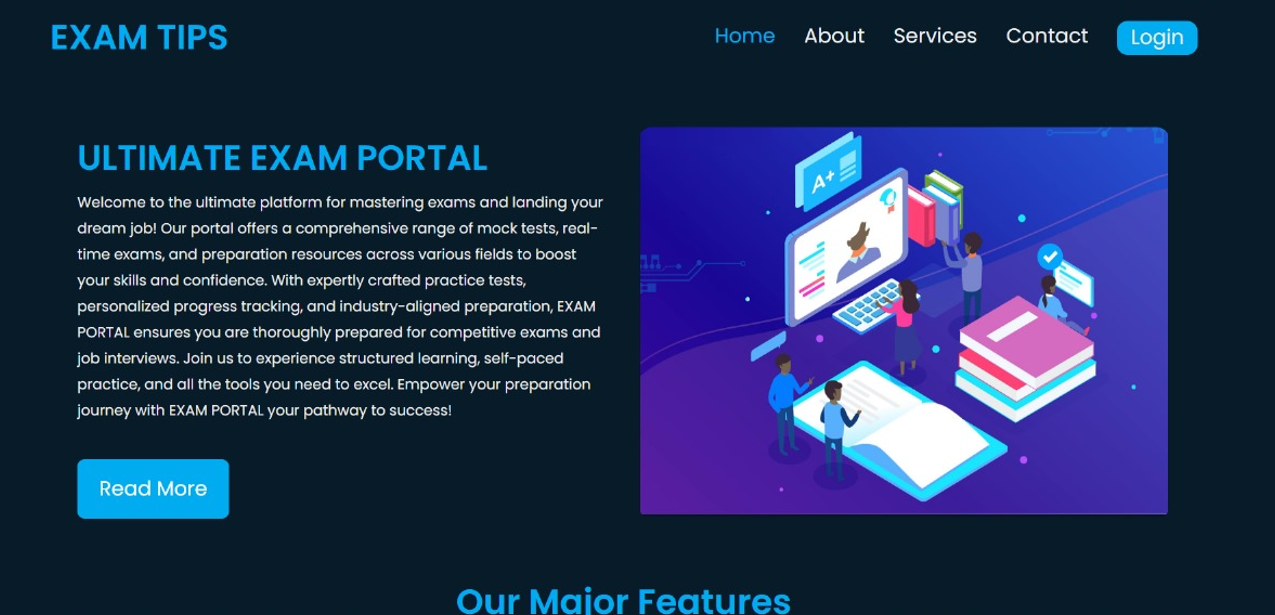 EXAM TIPS
Home About Services Contact Login
ULTIMATE EXAM PORTAL
Welcome to the ultimate platform for mastering exams and landing your
dream job! Our portal offers a comprehensive range of mock tests, real-
time exams, and preparation resources across various fields to boost
your skills and confidence. With expertly crafted practice tests,
personalized progress tracking, and industry-aligned preparation, EXAM
PORTAL ensures you are thoroughly prepared for competitive exams and
job interviews. Join us to experience structured learning, self-paced
practice, and all the tools you need to excel. Empower your preparation
journey with EXAM PORTAL your pathway to success!
Read More
A+
Our Major Features